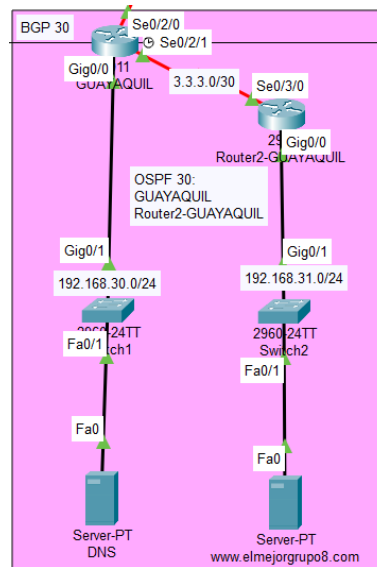 BGP 30
Se0/2/0
Se0/2/1
Gig0/0
11
GUAYAQUIL
3.3.3.0/30
Se0/3/0
29
Gig0/0
Router2-GUAYAQUIL
OSPF 30:
GUAYAQUIL
Router2-GUAYAQUIL
Gig0/1
192.168.30.0/24
Gig0/1
192.168.31.0/24
2960-24TT
Fa0/1
2960-24TT
Switch2
Fa0/1
Fa0
Fa0
Server-PT
DNS
Server-PT
www.elmejorgrupo8.com